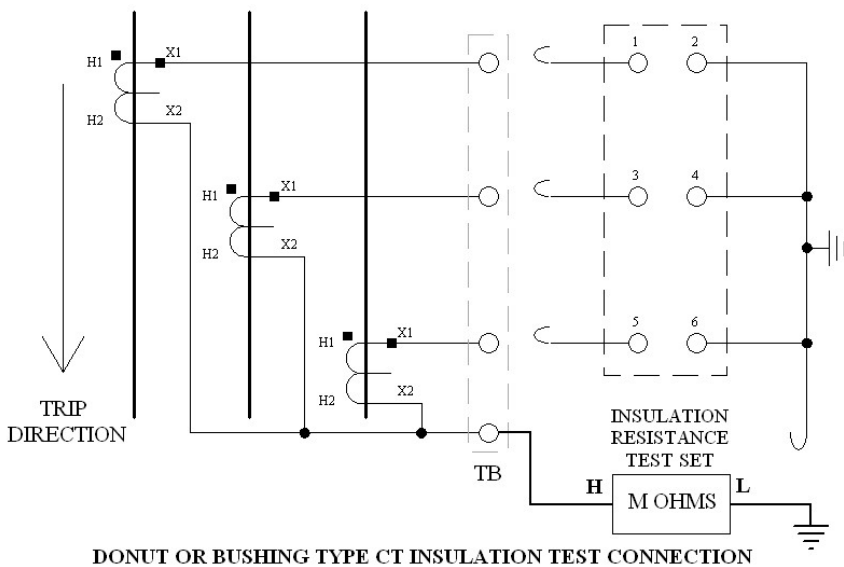 X1
H1
1
2
H2
X2
X1
H1
3
4
X2
H2
X1
H1
5
6
X2
H2
TRIP
DIRECTION
INSULATION
RESISTANCE
TEST SET
TB
H
M OHMS
L
DONUT OR BUSHING TYPE CT INSULATION TEST CONNECTION